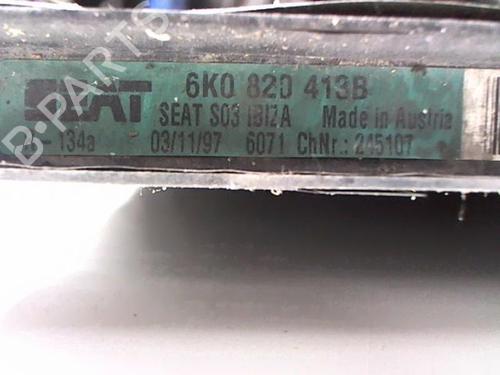 SEAT 6K0 820 413B
SEAT S03 IBIZA Made in Austria
134a 03/11/97 6071 ChNr.: 245107
B-PARTS